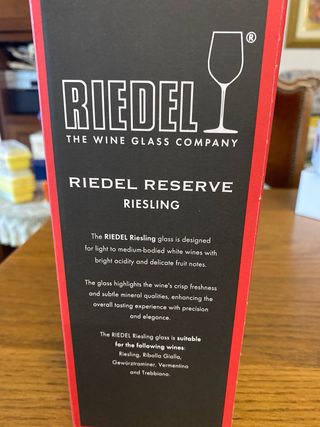 RIEDEL®
THE WINE GLASS COMPANY
RIEDEL RESERVE
RIESLING
The RIEDEL Riesling glass is designed
for light to medium-bodied white wines with
bright acidity and delicate fruit notes.
The glass highlights the wine's crisp freshness
and subtle mineral qualities, enhancing the
overall tasting experience with precision
and elegance.
The RIEDEL Riesling glass is suitable
for the following wines:
Riesling, Ribolla Gialla,
Gewürztraminer, Vermentino
and Trebbiano.